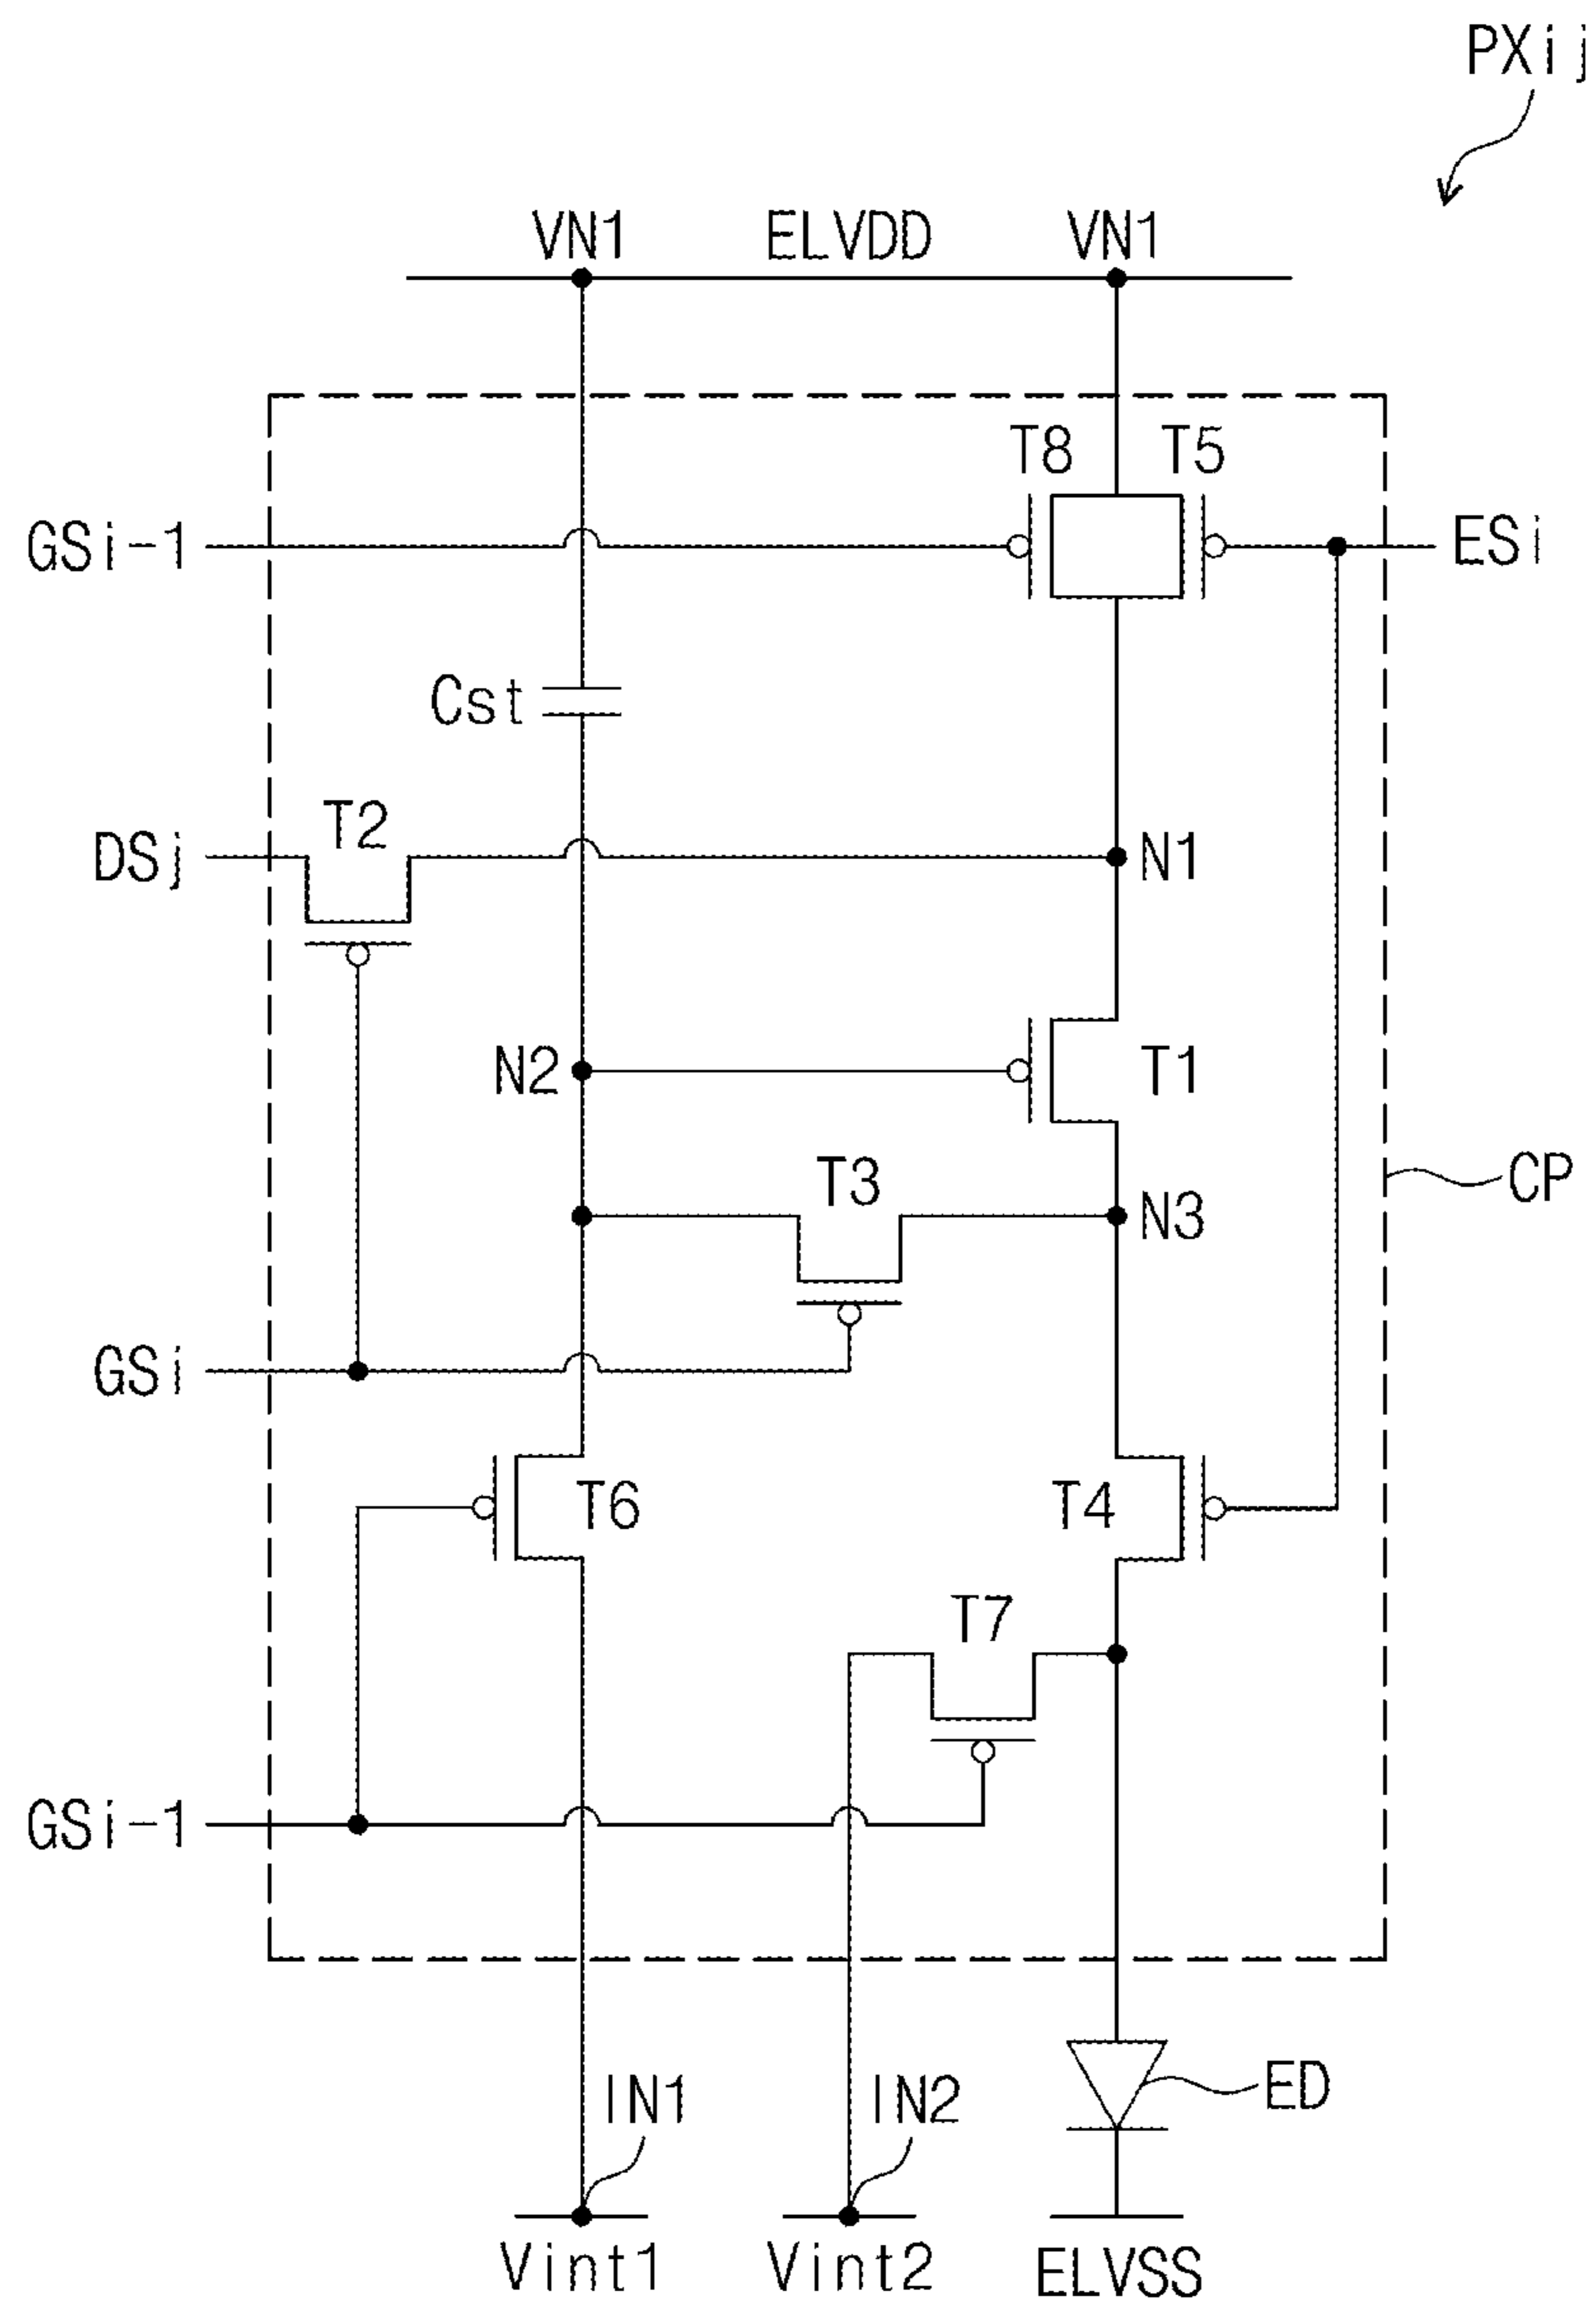 PXij
VN1 ELVDD VN1
T8 T5
GSi-1
ESi
Cst
T2
DSj
N1
N2
T1
T3
CP
N3
GSi
T6
T4
T7
GSi-1
IN1
IN2
ED
Vint1
Vint2
ELVSS